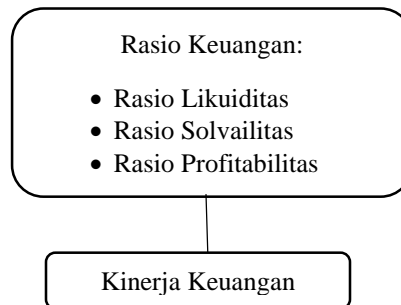 Rasio Keuangan:
• Rasio Likuiditas
• Rasio Solvailitas
• Rasio Profitabilitas
Kinerja Keuangan